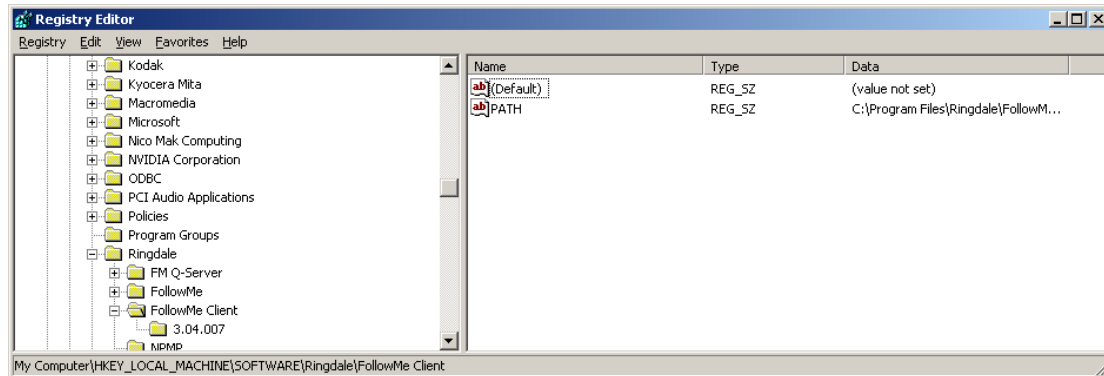 Registry Editor
Registry Edit View Favorites Help
Kodak
Kyocera Mita
Macromedia
Microsoft
Nico Mak Computing
NVIDIA Corporation
ODBC
PCI Audio Applications
Policies
Program Groups
Ringdale
FM Q-Server
FollowMe
FollowMe Client
3.04.007
NPMP
Name Type Data
ab (Default) REG_SZ (value not set)
ab PATH REG_SZ C:\Program Files\Ringdale\FollowM...
My Computer\HKEY_LOCAL_MACHINE\SOFTWARE\Ringdale\FollowMe Client